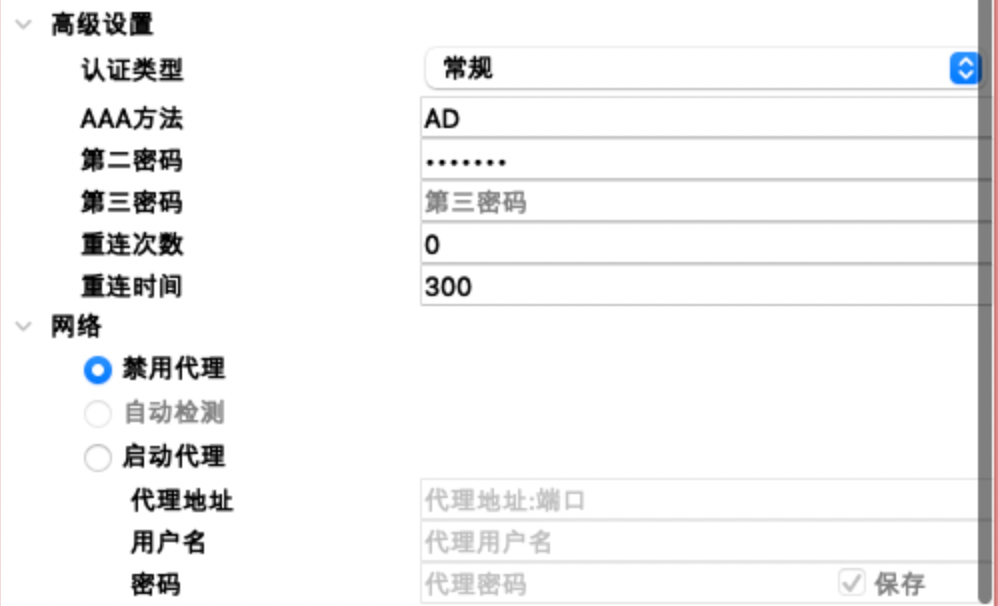 高级设置
认证类型 常规
AAA方法 AD
第二密码 •••••••
第三密码 第三密码
重连次数 0
重连时间 300
网络
禁用代理
自动检测
启动代理
代理地址 代理地址:端口
用户名 代理用户名
密码 代理密码 保存